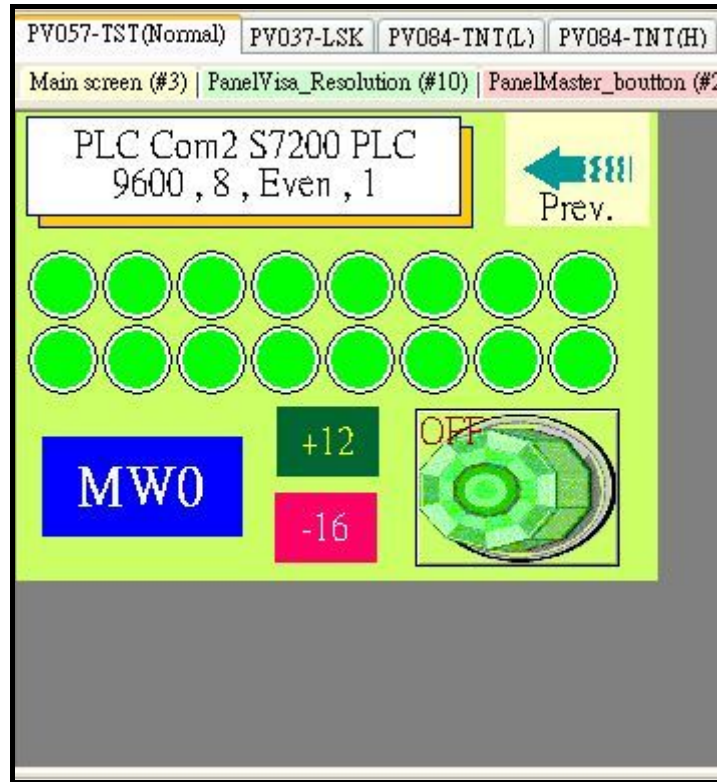 PV057-TST(Normal) PV037-LSK PV084-TNT(L) PV084-TNT(H)
Main screen (#3) PanelVisa_Resolution (#10) PanelMaster_boutton (#2
PLC Com2 S7200 PLC
9600 , 8 , Even , 1
Prev.
+12
OFF
MW0
-16